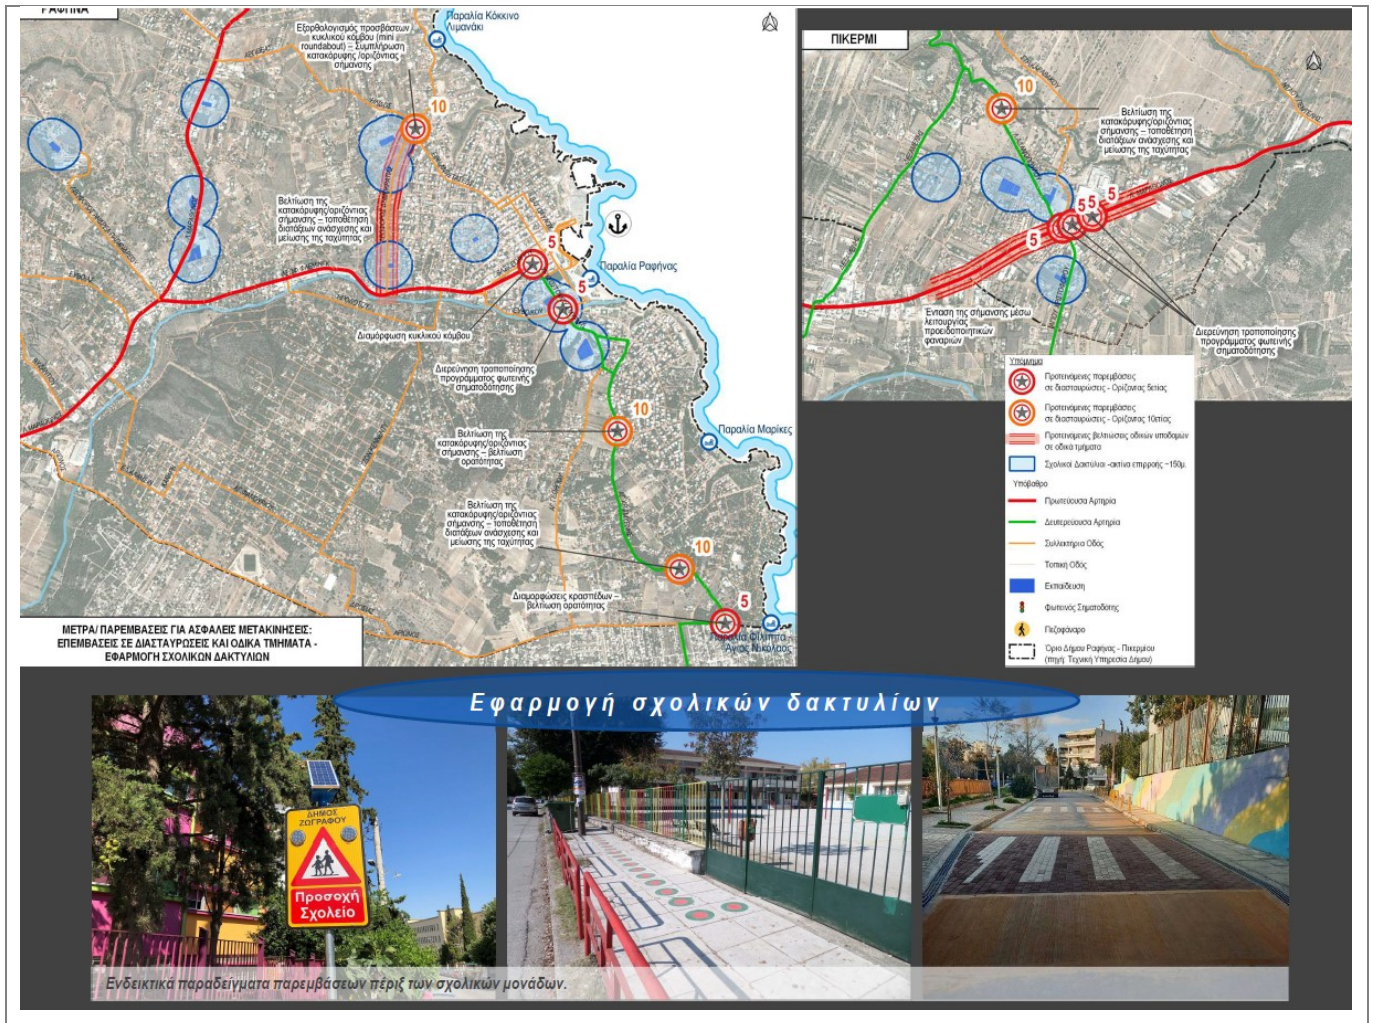 ΡΑΦΗΝΑ
Παραλία Κόκκινο
Λιμανάκι
Εξορθολογισμός προσβάσεων
κυκλικού κόμβου (mini
roundabout) – Συμπλήρωση
κατακόρυφης /οριζόντιας
σήμανσης
10
Βελτίωση της
κατακόρυφης/οριζόντιας
σήμανσης – τοποθέτηση
διατάξεων ανάσχεσης και
μείωσης της ταχύτητας
5
Παραλία Ραφήνας
5
Διαμόρφωση κυκλικού κόμβου
Διερεύνηση τροποποίησης
προγράμματος φωτεινής
σηματοδότησης
10
Παραλία Μαρίκες
Βελτίωση της
κατακόρυφης/οριζόντιας
σήμανσης – βελτίωση
ορατότητας
Βελτίωση της
κατακόρυφης/οριζόντιας
σήμανσης – τοποθέτηση
διατάξεων ανάσχεσης και
μείωσης της ταχύτητας
10
Διαμορφώσεις κρασπέδων –
βελτίωση ορατότητας
5
Παραλία Φίλιππα
Άγιος Νικόλαος
ΜΕΤΡΑ/ ΠΑΡΕΜΒΑΣΕΙΣ ΓΙΑ ΑΣΦΑΛΕΙΣ ΜΕΤΑΚΙΝΗΣΕΙΣ:
ΕΠΕΜΒΑΣΕΙΣ ΣΕ ΔΙΑΣΤΑΥΡΩΣΕΙΣ ΚΑΙ ΟΔΙΚΑ ΤΜΗΜΑΤΑ -
ΕΦΑΡΜΟΓΗ ΣΧΟΛΙΚΩΝ ΔΑΚΤΥΛΙΩΝ
ΠΙΚΕΡΜΙ
10
Βελτίωση της
κατακόρυφης/οριζόντιας
σήμανσης – τοποθέτηση
διατάξεων ανάσχεσης και
μείωσης της ταχύτητας
5 5 5
5
Ένταση της σήμανσης μέσω
λειτουργίας
προειδοποιητικών
φαναριών
Διερεύνηση τροποποίησης
προγράμματος φωτεινής
σηματοδότησης
Υπόμνημα
Προτεινόμενες παρεμβάσεις
σε διασταυρώσεις - Ορίζοντας 5ετίας
Προτεινόμενες παρεμβάσεις
σε διασταυρώσεις - Ορίζοντας 10ετίας
Προτεινόμενες βελτιώσεις οδικών υποδομών
σε οδικά τμήματα
Σχολικοί Δακτύλιοι -ακτίνα επιρροής ~150μ.
Υπόβαθρο
Πρωτεύουσα Αρτηρία
Δευτερεύουσα Αρτηρία
Συλλεκτήρια Οδός
Τοπική Οδός
Εκπαίδευση
Φωτεινός Σηματοδότης
Πεζοφάναρο
Όριο Δήμου Ραφήνας - Πικερμίου
(πηγή: Τεχνική Υπηρεσία Δήμου)
Εφαρμογή σχολικών δακτυλίων
ΔΗΜΟΣ
ΖΩΓΡΑΦΟΥ
Προσοχή
Σχολείο
Ενδεικτικά παραδείγματα παρεμβάσεων πέριξ των σχολικών μονάδων.